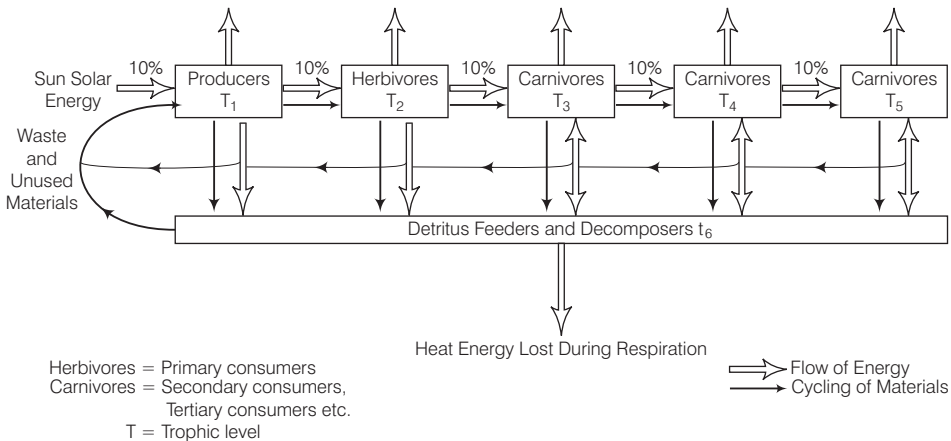 10% 10% 10% 10% 10%
Sun Solar Energy
Producers T₁
Herbivores T₂
Carnivores T₃
Carnivores T₄
Carnivores T₅
Waste
and
Unused
Materials
Detritus Feeders and Decomposers t₆
Heat Energy Lost During Respiration
Herbivores = Primary consumers
Carnivores = Secondary consumers,
Tertiary consumers etc.
T = Trophic level
Flow of Energy
Cycling of Materials